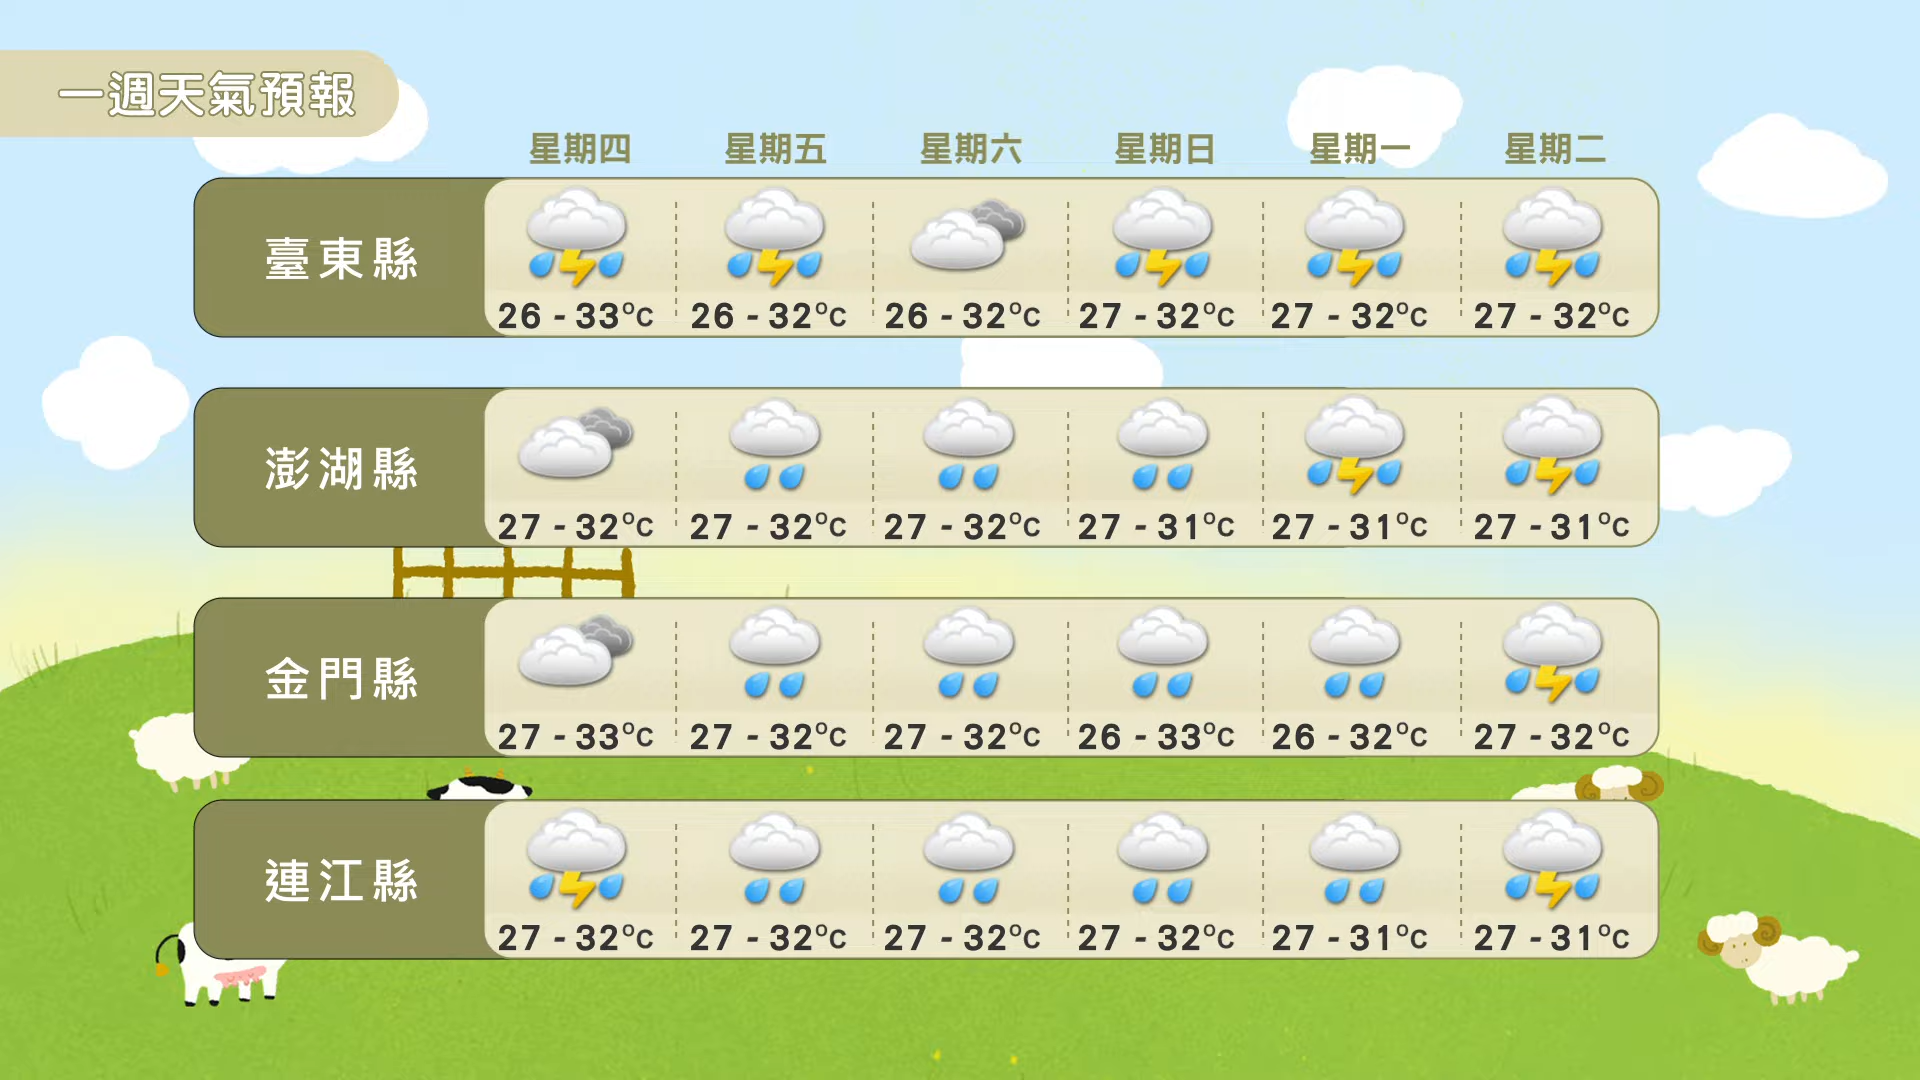 一週天氣預報
星期四 星期五 星期六 星期日 星期一 星期二
臺東縣
26 - 33°C 26 - 32°C 26 - 32°C 27 - 32°C 27 - 32°C 27 - 32°C
澎湖縣
27 - 32°C 27 - 32°C 27 - 32°C 27 - 31°C 27 - 31°C 27 - 31°C
金門縣
27 - 33°C 27 - 32°C 27 - 32°C 26 - 33°C 26 - 32°C 27 - 32°C
連江縣
27 - 32°C 27 - 32°C 27 - 32°C 27 - 32°C 27 - 31°C 27 - 31°C